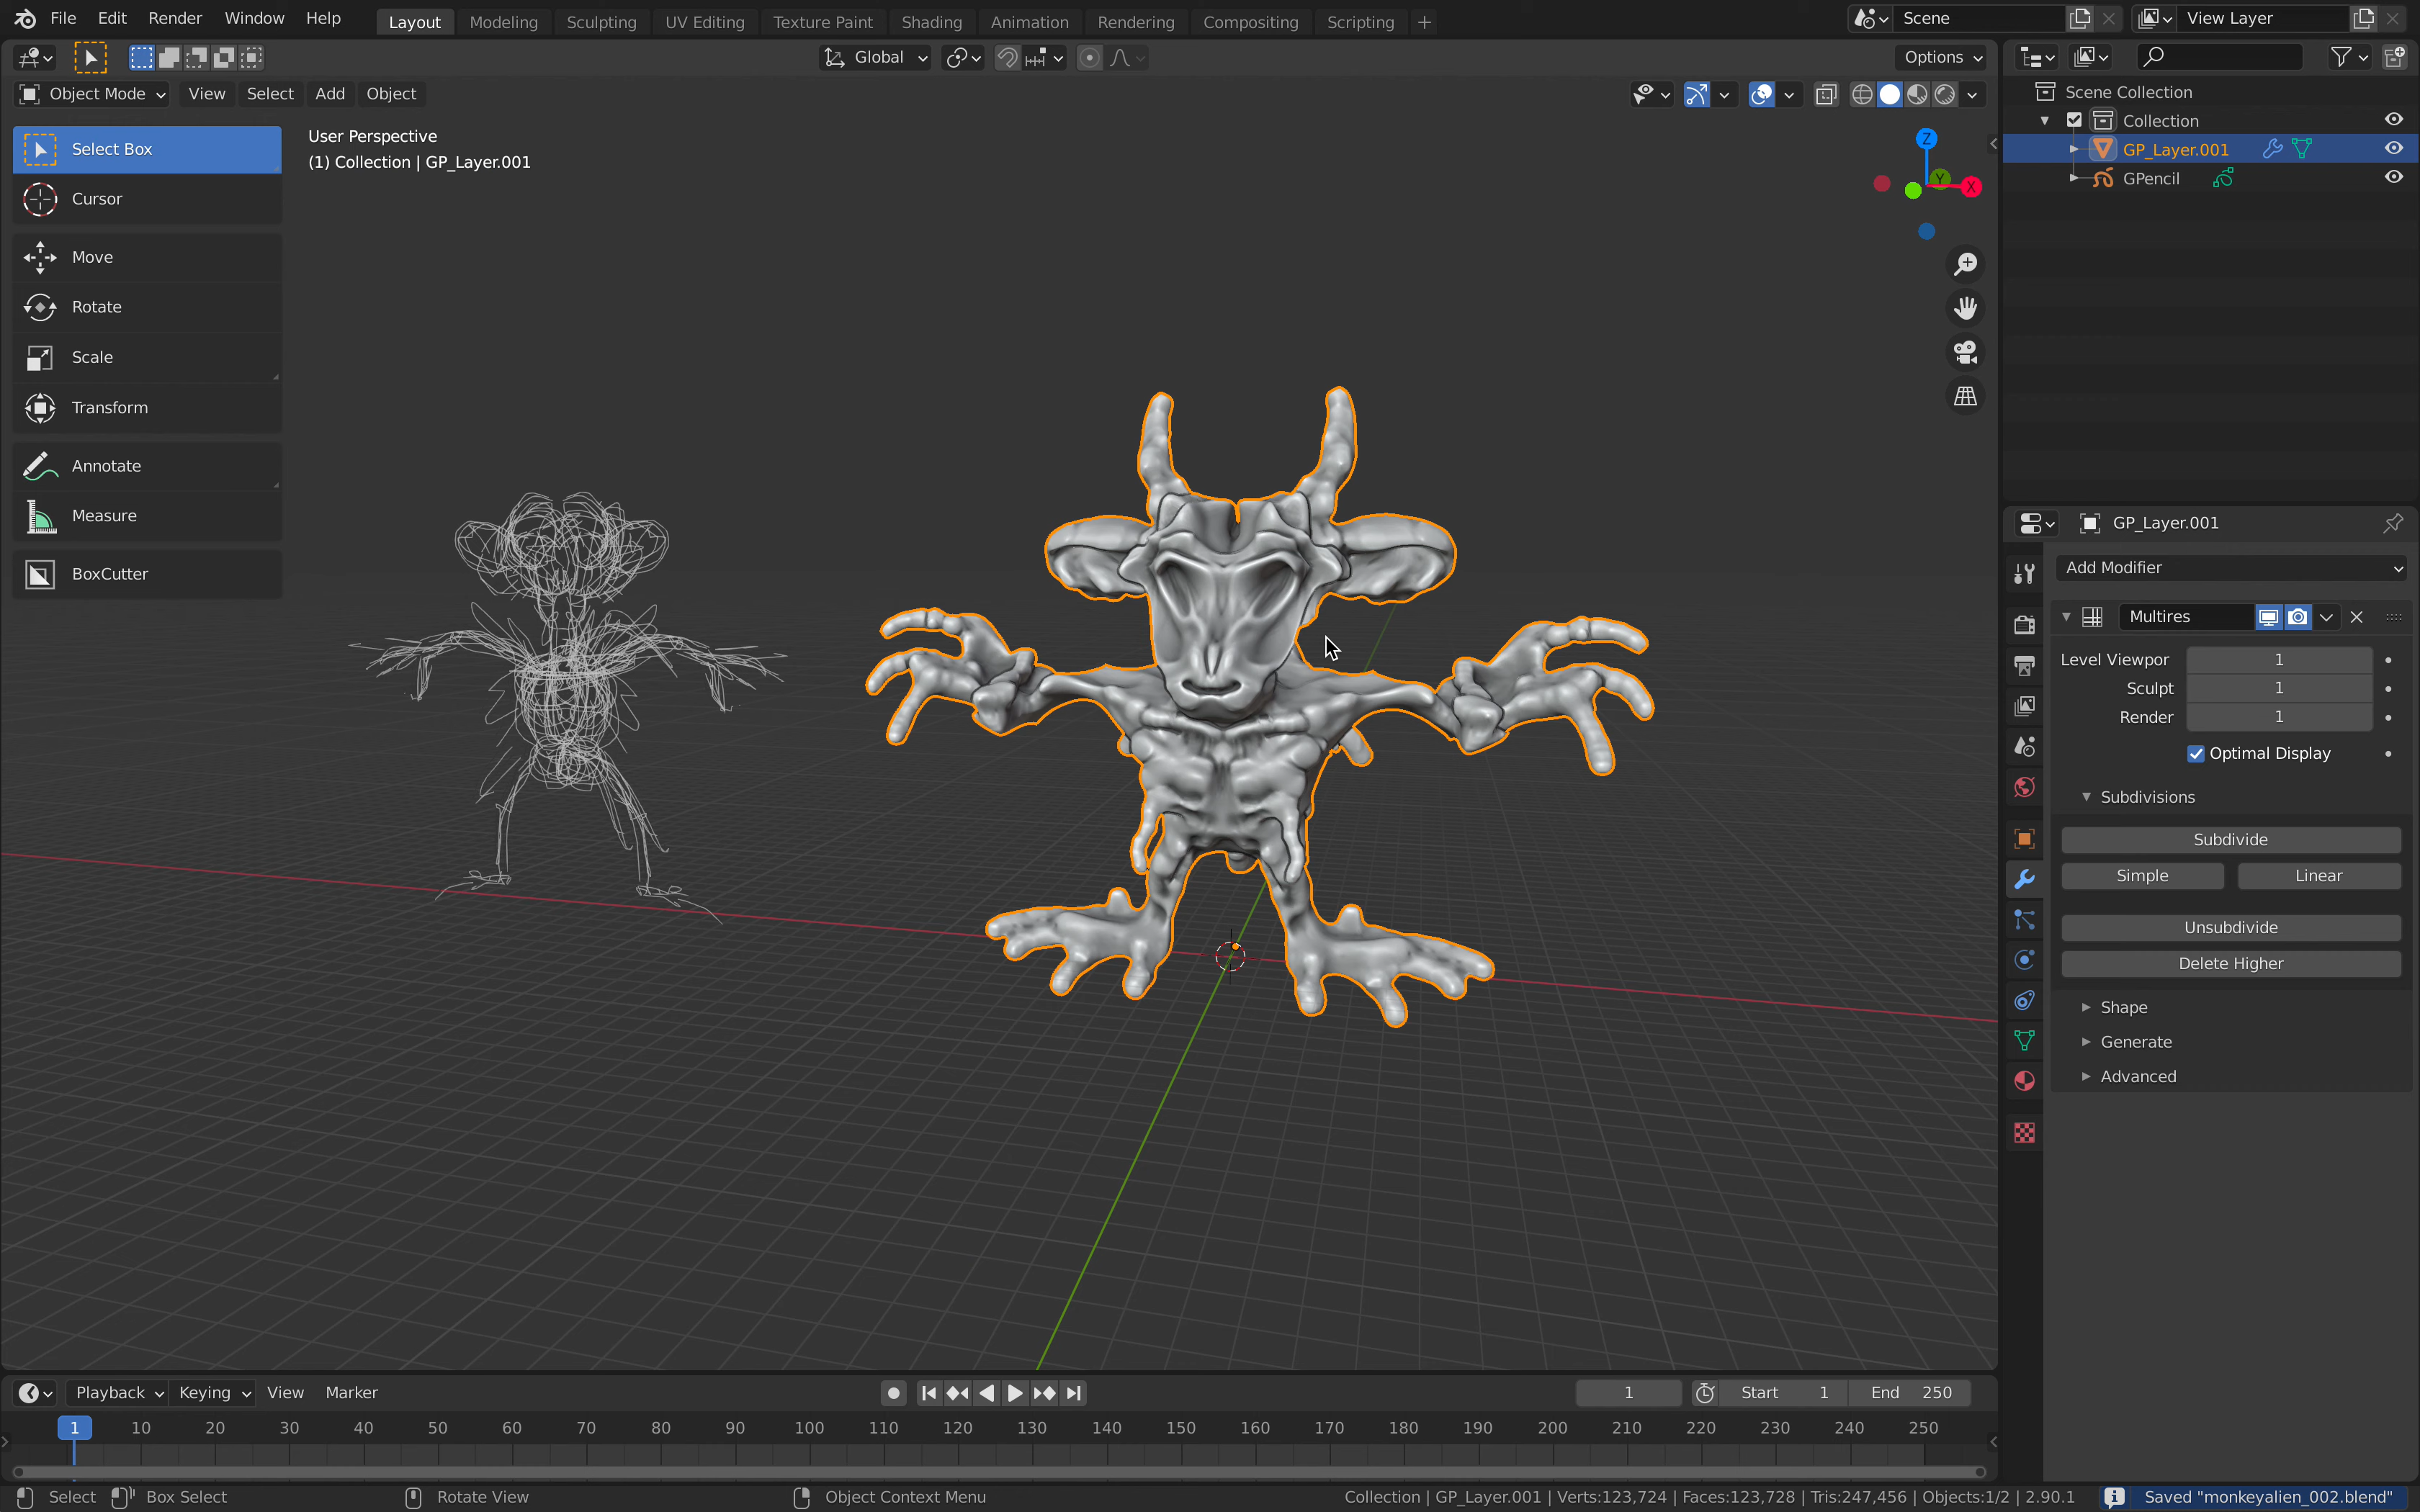 File Edit Render Window Help Layout Modeling Sculpting UV Editing Texture Paint Shading Animation Rendering Compositing Scripting + Scene View Layer
Global Options
Object Mode View Select Add Object
Select Box
Cursor
Move
Rotate
Scale
Transform
Annotate
Measure
BoxCutter
User Perspective
(1) Collection | GP_Layer.001
Z
Y
X
Scene Collection
Collection
GP_Layer.001
GPencil
GP_Layer.001
Add Modifier
Multires
Level Viewpor 1
Sculpt 1
Render 1
Optimal Display
Subdivisions
Subdivide
Simple Linear
Unsubdivide
Delete Higher
Shape
Generate
Advanced
Playback Keying View Marker 1 Start 1 End 250
1 10 20 30 40 50 60 70 80 90 100 110 120 130 140 150 160 170 180 190 200 210 220 230 240 250
Select Box Select Rotate View Object Context Menu Collection | GP_Layer.001 | Verts:123,724 | Faces:123,728 | Tris:247,456 | Objects:1/2 | 2.90.1 Saved "monkeyalien_002.blend"